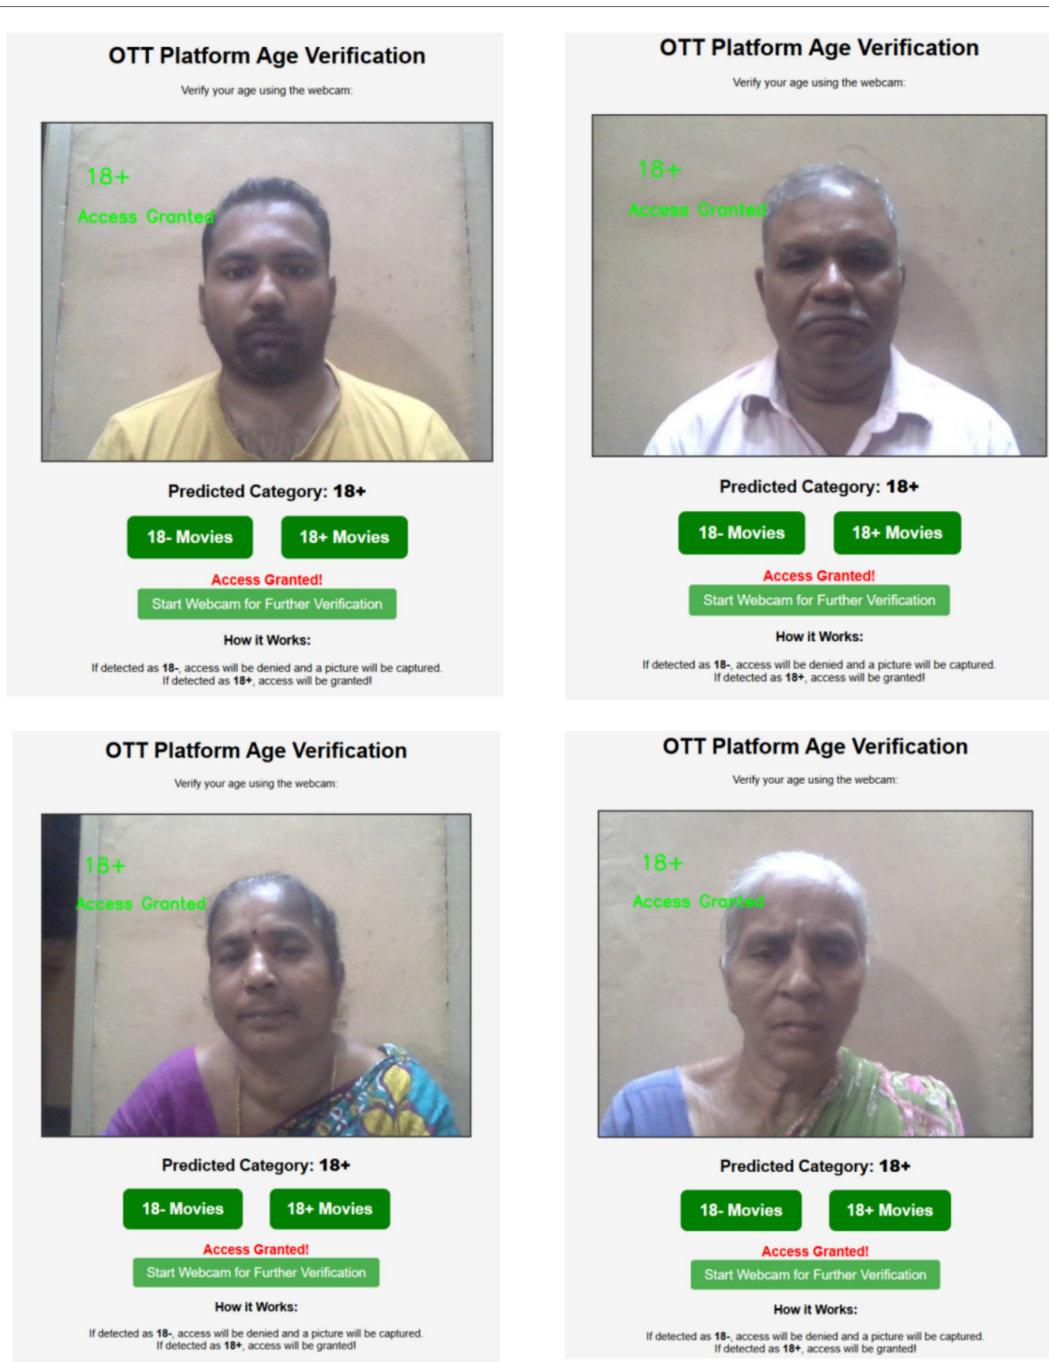 OTT Platform Age Verification
Verify your age using the webcam:
18+
Access Granted
Predicted Category: 18+
18- Movies 18+ Movies
Access Granted!
Start Webcam for Further Verification
How it Works:
If detected as 18-, access will be denied and a picture will be captured.
If detected as 18+, access will be granted!
OTT Platform Age Verification
Verify your age using the webcam:
18+
Access Granted
Predicted Category: 18+
18- Movies 18+ Movies
Access Granted!
Start Webcam for Further Verification
How it Works:
If detected as 18-, access will be denied and a picture will be captured.
If detected as 18+, access will be granted!
OTT Platform Age Verification
Verify your age using the webcam:
18+
Access Granted
Predicted Category: 18+
18- Movies 18+ Movies
Access Granted!
Start Webcam for Further Verification
How it Works:
If detected as 18-, access will be denied and a picture will be captured.
If detected as 18+, access will be granted!
OTT Platform Age Verification
Verify your age using the webcam:
18+
Access Granted
Predicted Category: 18+
18- Movies 18+ Movies
Access Granted!
Start Webcam for Further Verification
How it Works:
If detected as 18-, access will be denied and a picture will be captured.
If detected as 18+, access will be granted!